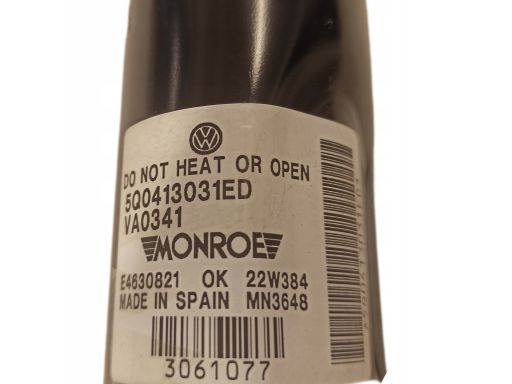 DO NOT HEAT OR OPEN
5Q0413031ED
VA0341
MONROE
E4630821 OK 22W384
MADE IN SPAIN MN3648
3061077